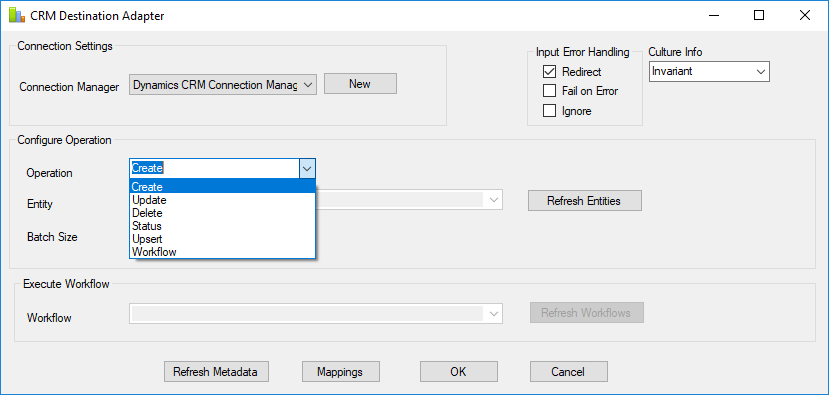 CRM Destination Adapter
Connection Settings
Connection Manager
Dynamics CRM Connection Manag
New
Input Error Handling
Redirect
Fail on Error
Ignore
Culture Info
Invariant
Configure Operation
Operation
Create
Create
Update
Delete
Status
Upsert
Workflow
Entity
Refresh Entities
Batch Size
Execute Workflow
Workflow
Refresh Workflows
Refresh Metadata
Mappings
OK
Cancel